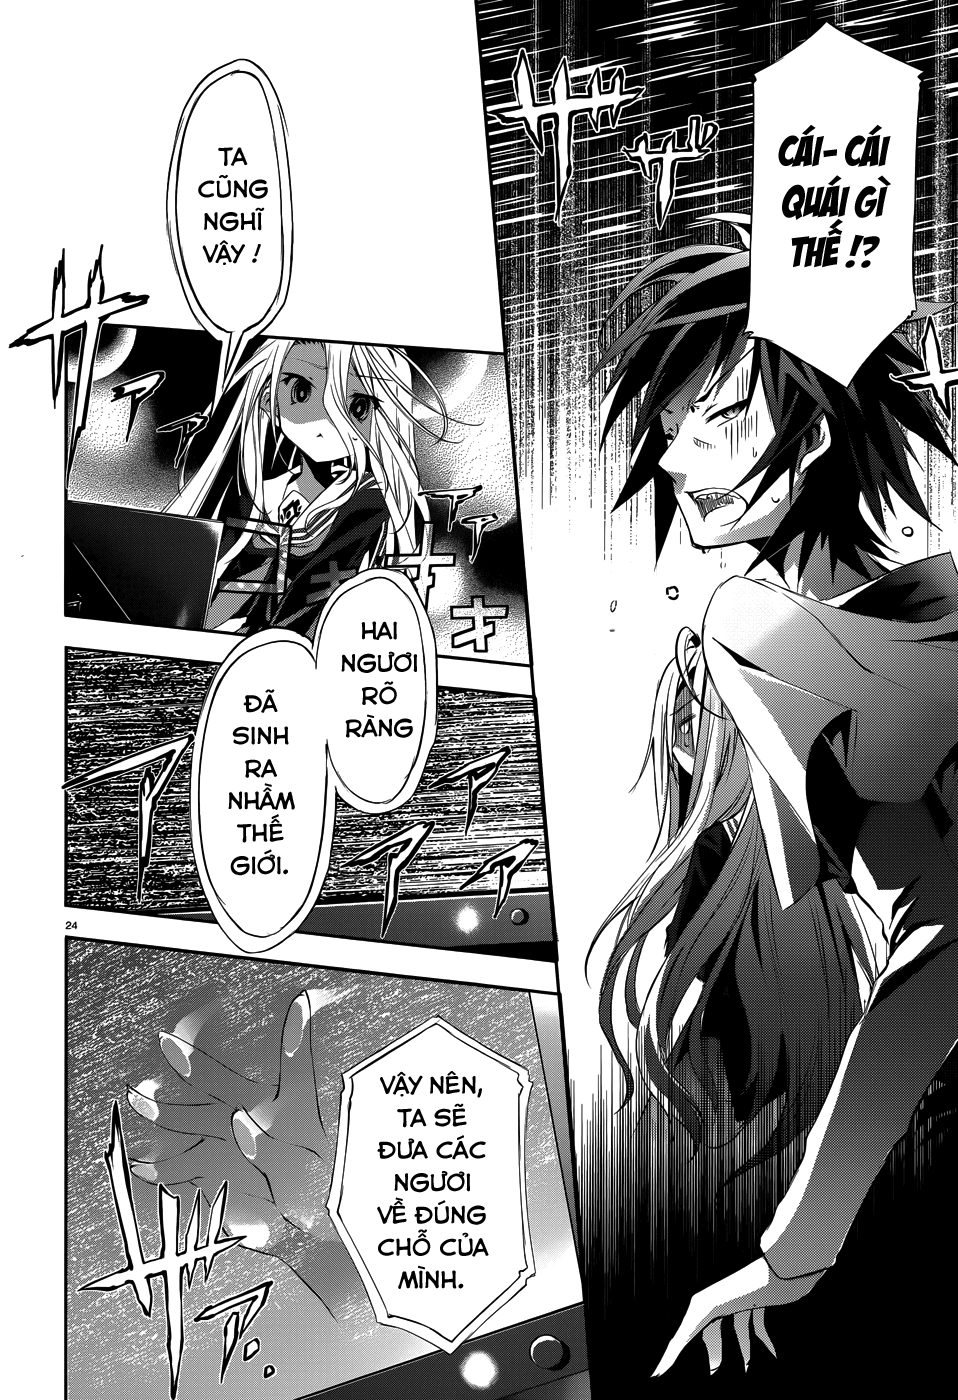 CÁI- CÁI
QUÁI GÌ
THẾ !?
TA
CŨNG
NGHĨ
VẬY !
HAI
NGƯƠI
RÕ
RÀNG
ĐÃ
SINH
RA
NHẦM
THẾ
GIỚI.
24
VẬY NÊN,
TA SẼ
ĐƯA CÁC
NGƯƠI
VỀ ĐÚNG
CHỖ CỦA
MÌNH.